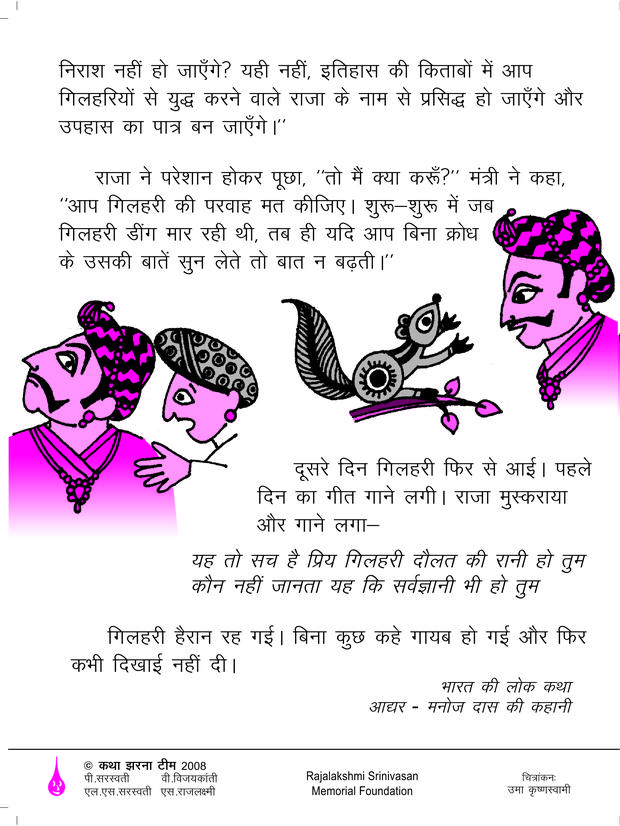 निराश नहीं हो जाएँगे? यही नहीं, इतिहास की किताबों में आप
गिलहरियों से युद्ध करने वाले राजा के नाम से प्रसिद्ध हो जाएँगे और
उपहास का पात्र बन जाएँगे।"
राजा ने परेशान होकर पूछा, "तो मैं क्या करूँ?" मंत्री ने कहा,
"आप गिलहरी की परवाह मत कीजिए। शुरू–शुरू में जब
गिलहरी डींग मार रही थी, तब ही यदि आप बिना क्रोध
के उसकी बातें सुन लेते तो बात न बढ़ती।"
दूसरे दिन गिलहरी फिर से आई। पहले
दिन का गीत गाने लगी। राजा मुस्कराया
और गाने लगा–
यह तो सच है प्रिय गिलहरी दौलत की रानी हो तुम
कौन नहीं जानता यह कि सर्वज्ञानी भी हो तुम
गिलहरी हैरान रह गई। बिना कुछ कहे गायब हो गई और फिर
कभी दिखाई नहीं दी।
भारत की लोक कथा
आद्यर - मनोज दास की कहानी
© कथा झरना टीम 2008
पी.सरस्वती वी.विजयकांती
एल.एस.सरस्वती एस.राजलक्ष्मी
Rajalakshmi Srinivasan
Memorial Foundation
चित्रांकनः
उमा कृष्णस्वामी